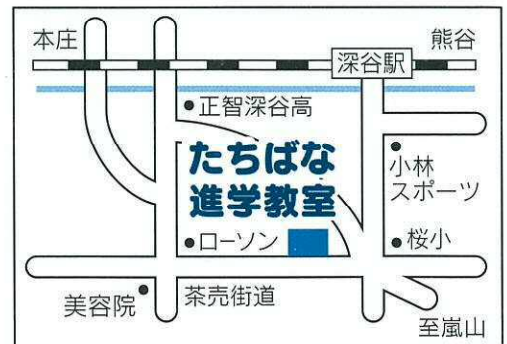 本庄
熊谷
深谷駅
正智深谷高
たちばな
進学教室
小林
スポーツ
ローソン
桜小
美容院
茶売街道
至嵐山